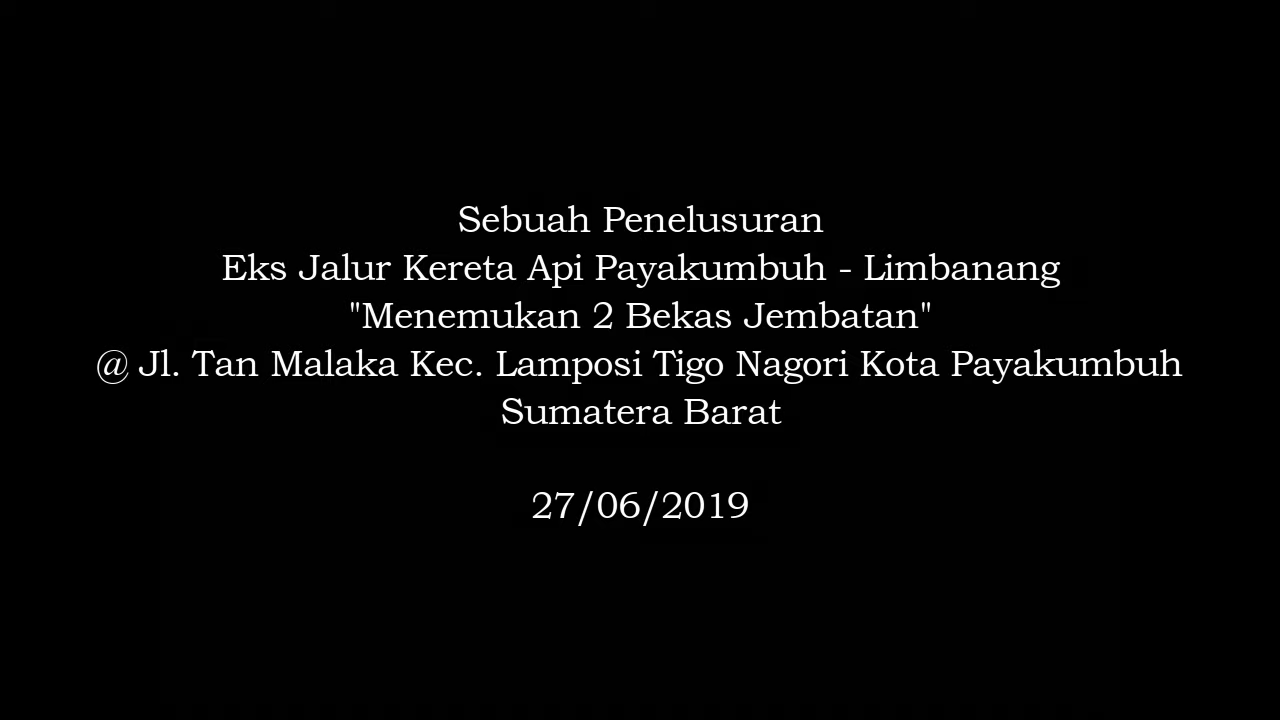 Sebuah Penelusuran
Eks Jalur Kereta Api Payakumbuh - Limbanang
"Menemukan 2 Bekas Jembatan"
@ Jl. Tan Malaka Kec. Lamposi Tigo Nagori Kota Payakumbuh
Sumatera Barat
27/06/2019